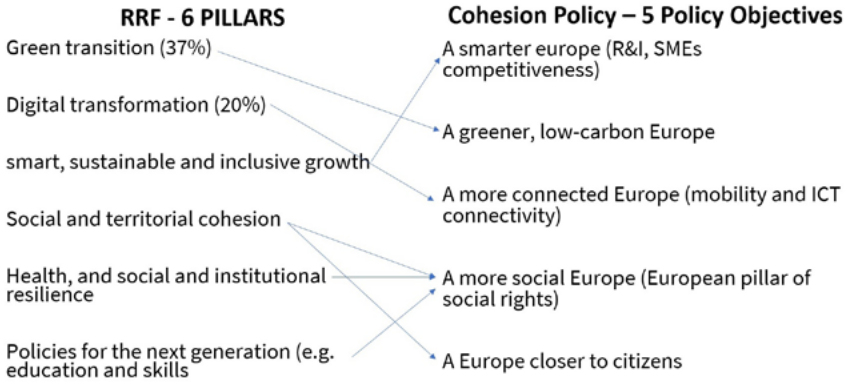 RRF - 6 PILLARS
Green transition (37%)
Digital transformation (20%)
smart, sustainable and inclusive growth
Social and territorial cohesion
Health, and social and institutional
resilience
Policies for the next generation (e.g.
education and skills
Cohesion Policy – 5 Policy Objectives
A smarter europe (R&I, SMEs
competitiveness)
A greener, low-carbon Europe
A more connected Europe (mobility and ICT
connectivity)
A more social Europe (European pillar of
social rights)
A Europe closer to citizens